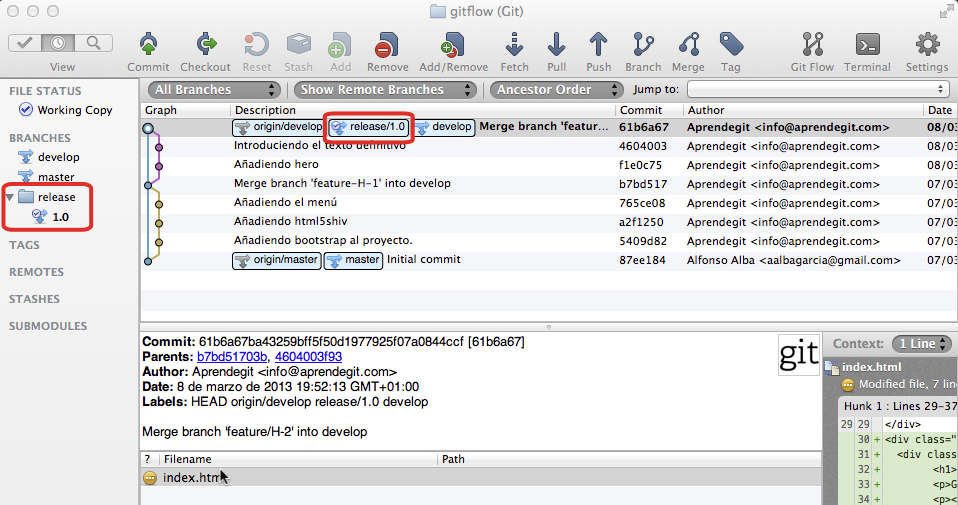 gitflow (Git)
View Commit Checkout Reset Stash Add Remove Add/Remove Fetch Pull Push Branch Merge Tag Git Flow Terminal Settings
FILE STATUS
Working Copy
BRANCHES
develop
master
release
1.0
TAGS
REMOTES
STASHES
SUBMODULES
All Branches Show Remote Branches Ancestor Order Jump to:
Graph Description Commit Author Date
origin/develop release/1.0 develop Merge branch 'featur... 61b6a67 Aprendegit <info@aprendegit.com> 08/03
Introduciendo el texto definitivo 4604003 Aprendegit <info@aprendegit.com> 08/03
Añadiendo hero f1e0c75 Aprendegit <info@aprendegit.com> 08/03
Merge branch 'feature-H-1' into develop b7bd517 Aprendegit <info@aprendegit.com> 07/03
Añadiendo el menú 765ce08 Aprendegit <info@aprendegit.com> 07/03
Añadiendo html5shiv a2f1250 Aprendegit <info@aprendegit.com> 07/03
Añadiendo bootstrap al proyecto. 5409d82 Aprendegit <info@aprendegit.com> 07/03
origin/master master Initial commit 87ee184 Alfonso Alba <aalbagarcia@gmail.com> 07/03
Commit: 61b6a67ba43259bff5f50d1977925f07a0844ccf [61b6a67]
Parents: b7bd51703b, 4604003f93
Author: Aprendegit <info@aprendegit.com>
Date: 8 de marzo de 2013 19:52:13 GMT+01:00
Labels: HEAD origin/develop release/1.0 develop
Merge branch 'feature/H-2' into develop
git
? Filename Path
index.htm
Context: 1 Line
index.html
Modified file, 7 lin
Hunk 1 : Lines 29-37
29 29 </div>
30 + <div class="
31 + <div class
32 + <h1>
33 + <p>G
34 + <p><